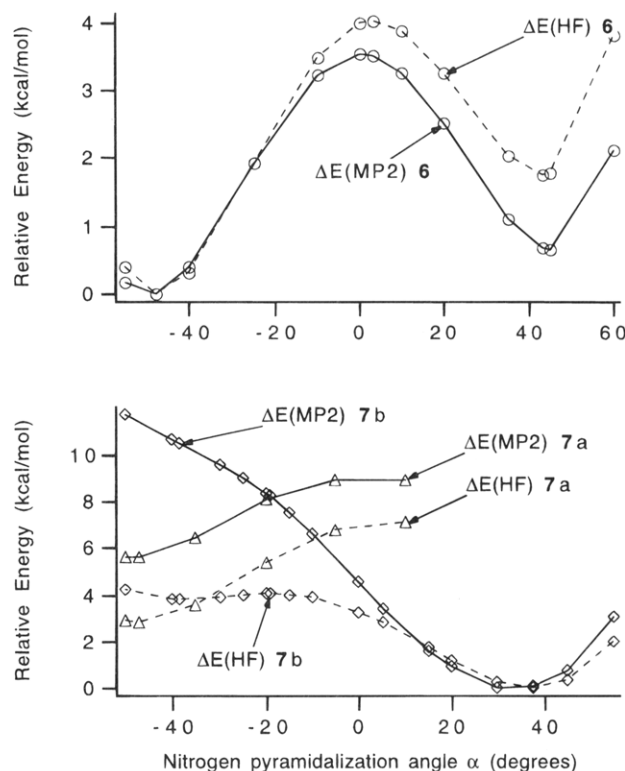 Relative Energy (kcal/mol)
4
3
2
1
0
ΔE(HF) 6
ΔE(MP2) 6
-40
-20
0
20
40
60
Relative Energy (kcal/mol)
10
8
6
4
2
0
ΔE(MP2) 7b
ΔE(MP2) 7a
ΔE(HF) 7a
ΔE(HF) 7b
-40
-20
0
20
40
Nitrogen pyramidalization angle α (degrees)